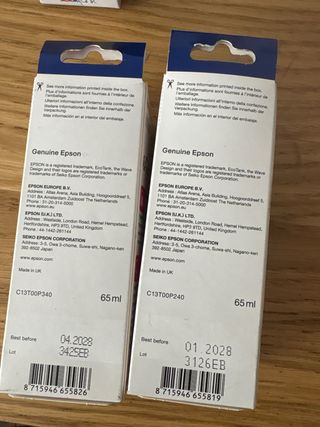 See more information printed inside the box.
Plus d'informations sont fournies à l'intérieur de
l'emballage.
Ulteriori informazioni all'interno della confezione.
Weitere Informationen finden Sie innerhalb der
Verpackung.
Más información en el interior del embalaje.
Genuine Epson
EPSON is a registered trademark, EcoTank, the Wave
Design and their logos are registered trademarks or
trademarks of Seiko Epson Corporation.
EPSON EUROPE B.V.
Address : Atlas Arena, Asia Building, Hoogoorddreef 5,
1101 BA Amsterdam Zuidoost The Netherlands
Phone : 31-20-314-5000
www.epson.eu
EPSON (U.K.) LTD.
Address : Westside, London Road, Hemel Hempstead,
Hertfordshire, HP3 9TD, United Kingdom
Phone : 44-1442-261144
SEIKO EPSON CORPORATION
Address : 3-5, Owa 3-chome, Suwa-shi, Nagano-ken
392-8502 Japan
www.epson.com
Made in UK
C13T00P340
65 ml
Best before
04.2028
Lot
3425EB
8 715946 655826
See more information printed inside the box.
Plus d'informations sont fournies à l'intérieur de
l'emballage.
Ulteriori informazioni all'interno della confezione.
Weitere Informationen finden Sie innerhalb der
Verpackung.
Más información en el interior del embalaje.
Genuine Epson
EPSON is a registered trademark, EcoTank, the Wave
Design and their logos are registered trademarks or
trademarks of Seiko Epson Corporation.
EPSON EUROPE B.V.
Address : Atlas Arena, Asia Building, Hoogoorddreef 5,
1101 BA Amsterdam Zuidoost The Netherlands
Phone : 31-20-314-5000
www.epson.eu
EPSON (U.K.) LTD.
Address : Westside, London Road, Hemel Hempstead,
Hertfordshire, HP3 9TD, United Kingdom
Phone : 44-1442-261144
SEIKO EPSON CORPORATION
Address : 3-5, Owa 3-chome, Suwa-shi, Nagano-ken
392-8502 Japan
www.epson.com
Made in UK
C13T00P240
65 ml
Best before
01.2028
Lot
3126EB
8 715946 655819